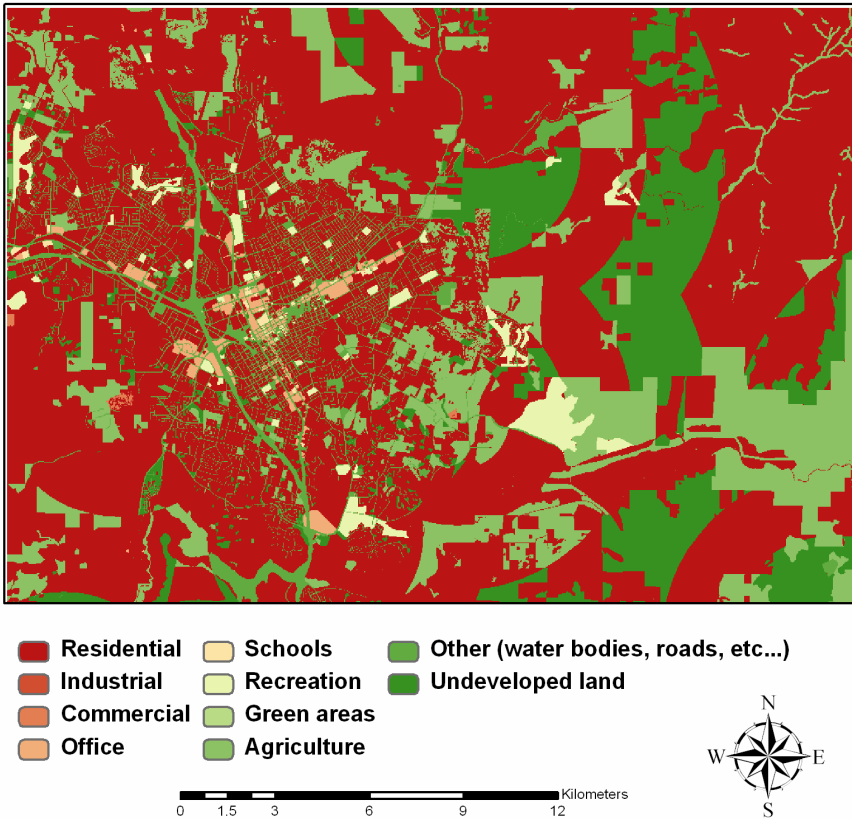 Residential
Schools
Other (water bodies, roads, etc...)
Industrial
Recreation
Undeveloped land
Commercial
Green areas
Office
Agriculture
N
W
E
S
Kilometers
0 1.5 3 6 9 12